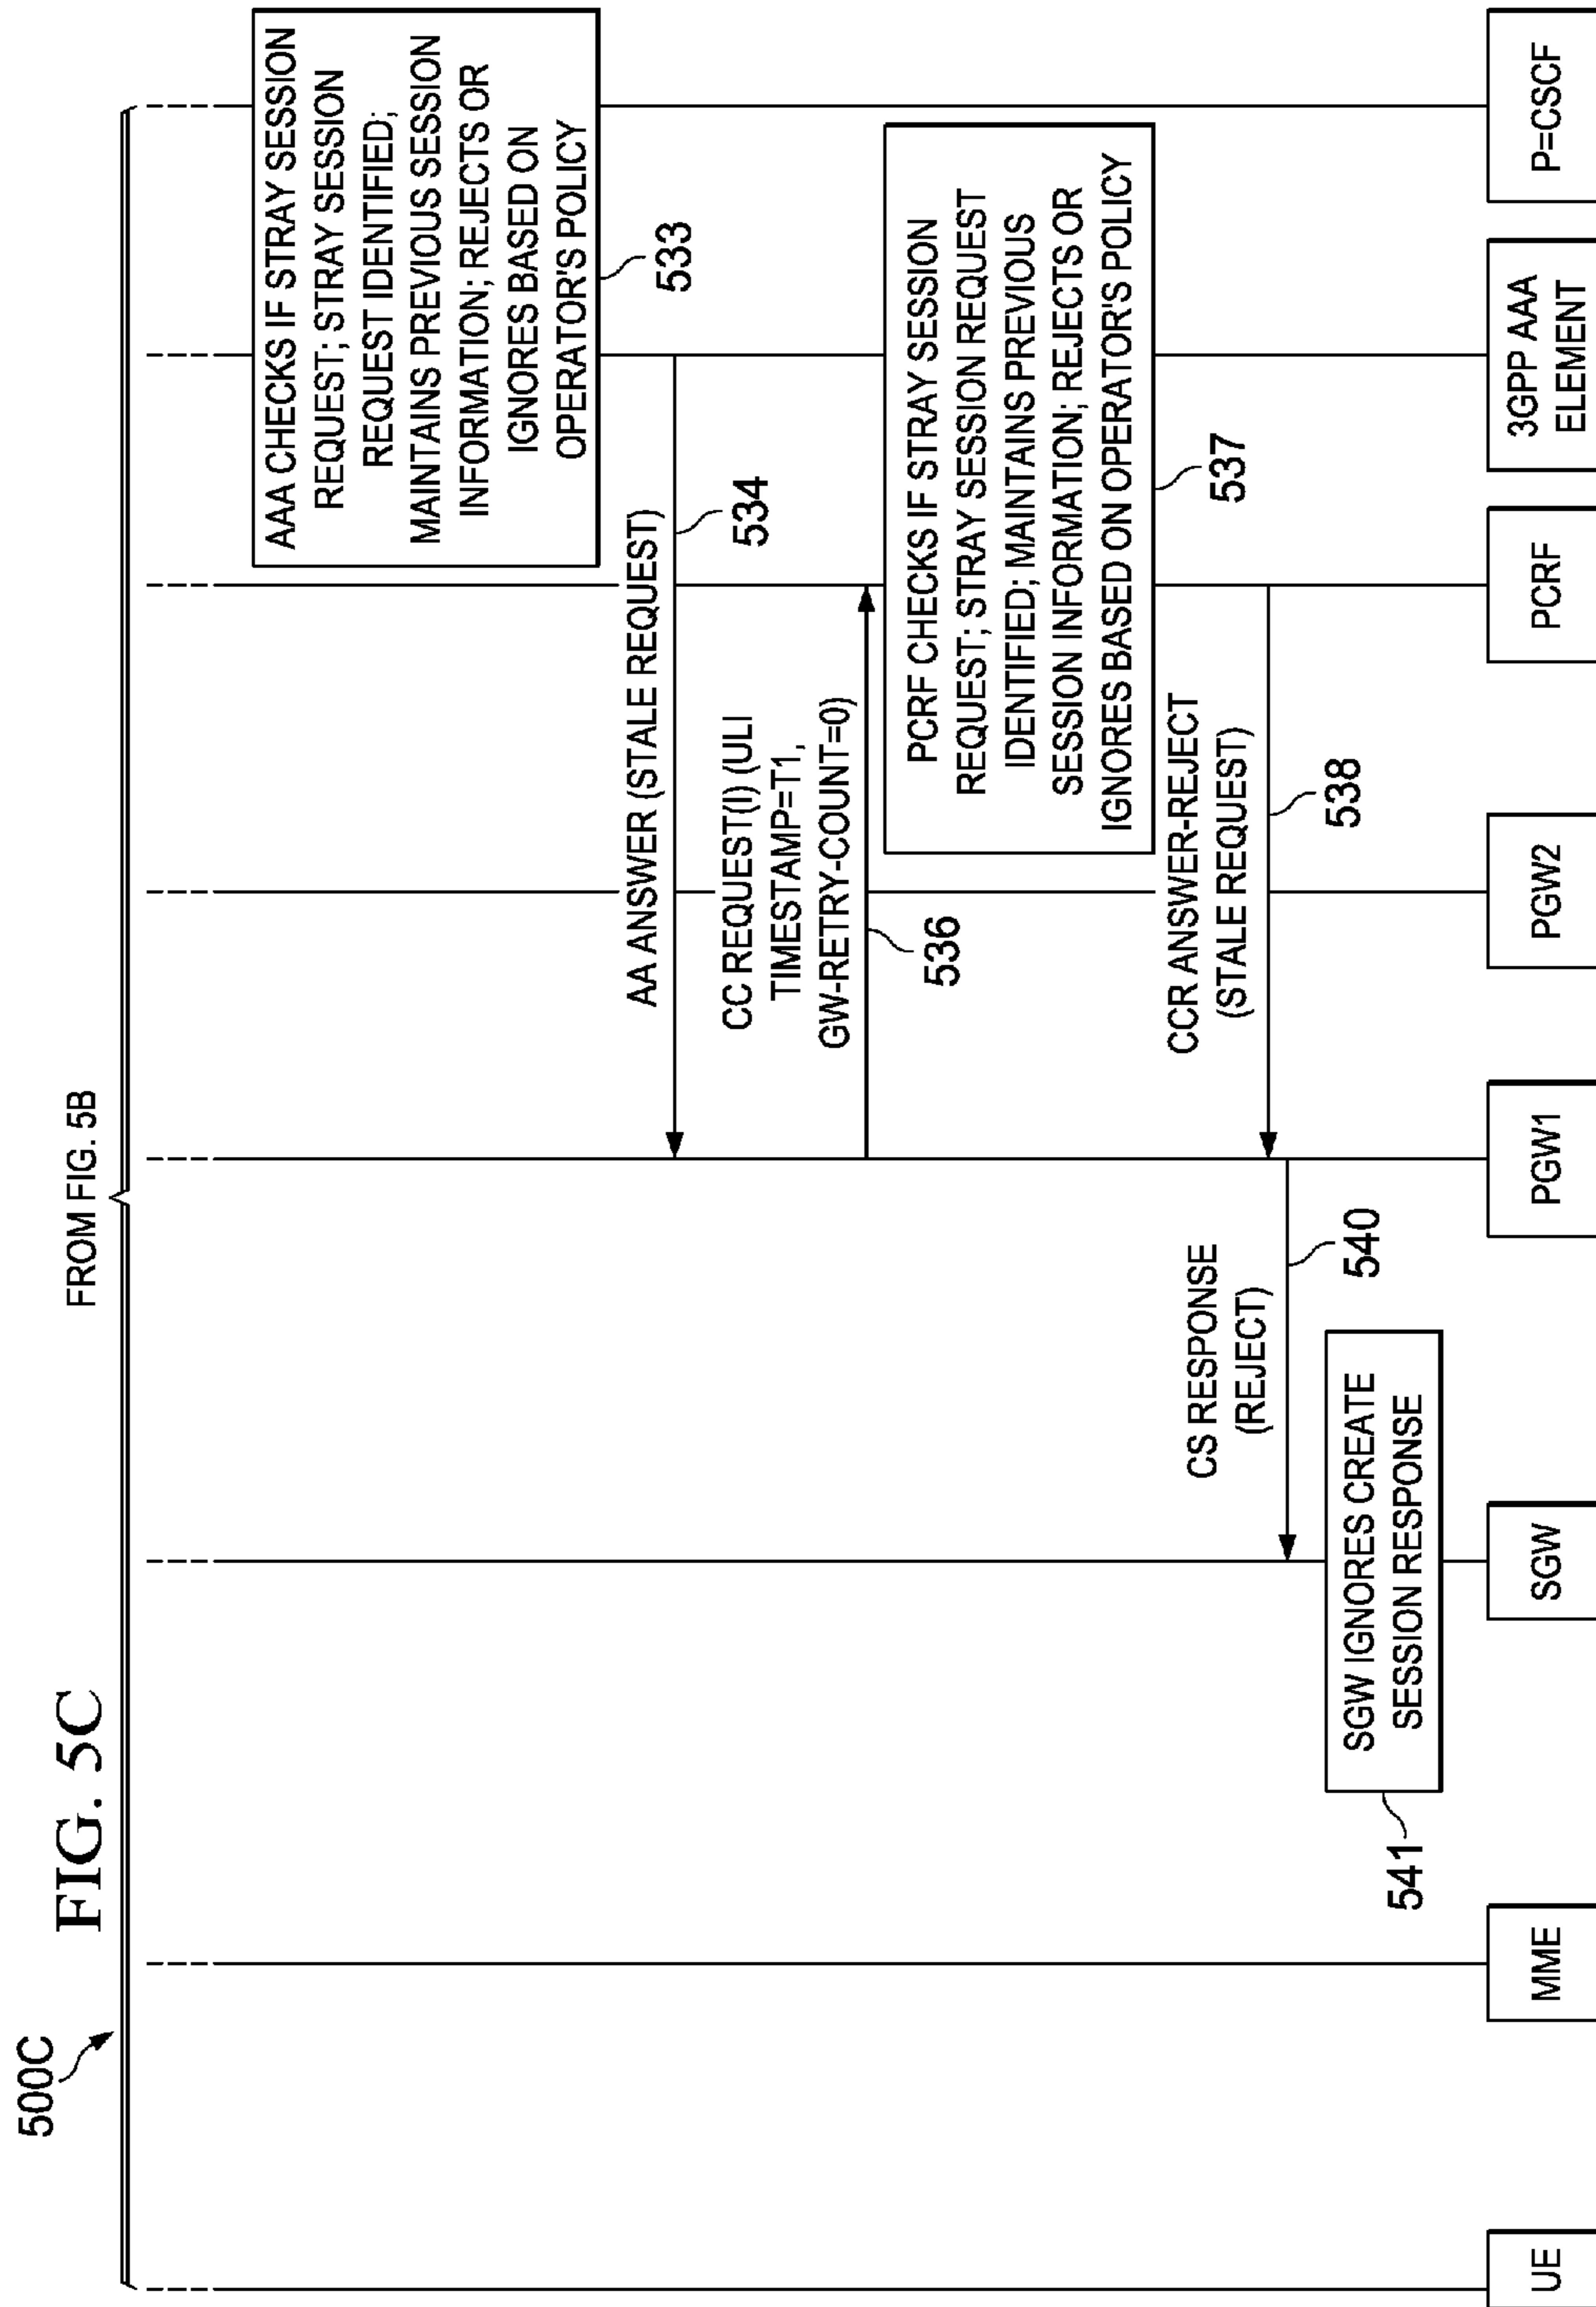 500C
FIG. 5C
FROM FIG. 5B
AAA CHECKS IF STRAY SESSION
REQUEST; STRAY SESSION
REQUEST IDENTIFIED;
MAINTAINS PREVIOUS SESSION
INFORMATION; REJECTS OR
IGNORES BASED ON
OPERATOR'S POLICY
533
AA ANSWER (STALE REQUEST)
534
CC REQUEST(I) (ULI
TIMESTAMP=T1,
GW-RETRY-COUNT=0)
536
PCRF CHECKS IF STRAY SESSION
REQUEST; STRAY SESSION REQUEST
IDENTIFIED; MAINTAINS PREVIOUS
SESSION INFORMATION; REJECTS OR
IGNORES BASED ON OPERATOR'S POLICY
537
CCR ANSWER-REJECT
(STALE REQUEST)
538
CS RESPONSE
(REJECT)
540
SGW IGNORES CREATE
SESSION RESPONSE
541
UE
MME
SGW
PGW1
PGW2
PCRF
3GPP AAA
ELEMENT
P=CSCF